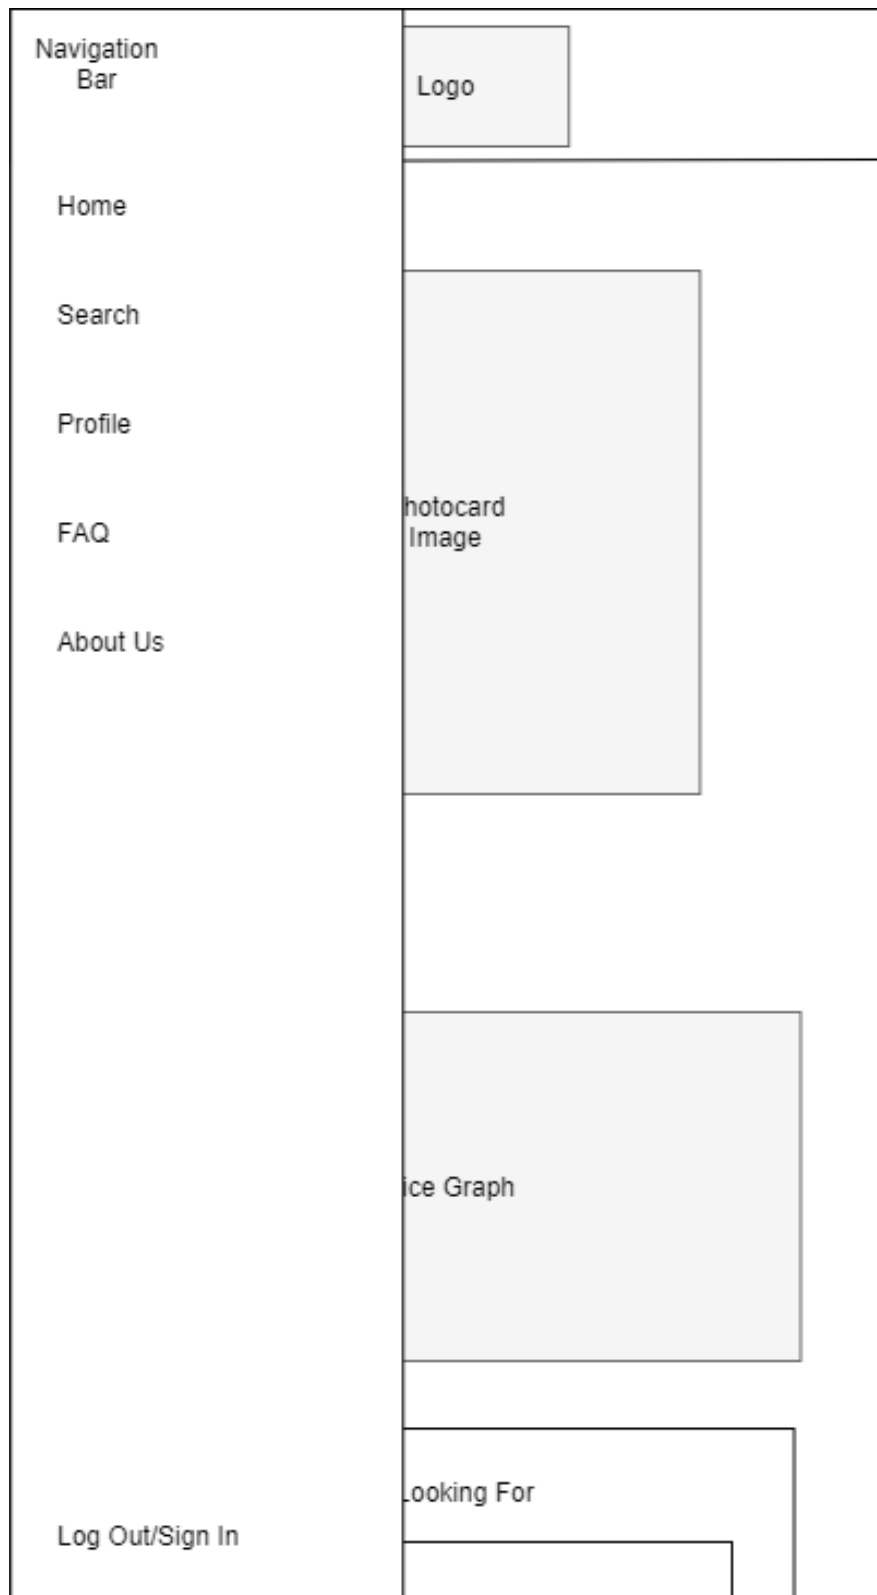 Navigation
Bar
Logo
Home
Search
Profile
hotocard
Image
FAQ
About Us
ice Graph
Looking For
Log Out/Sign In